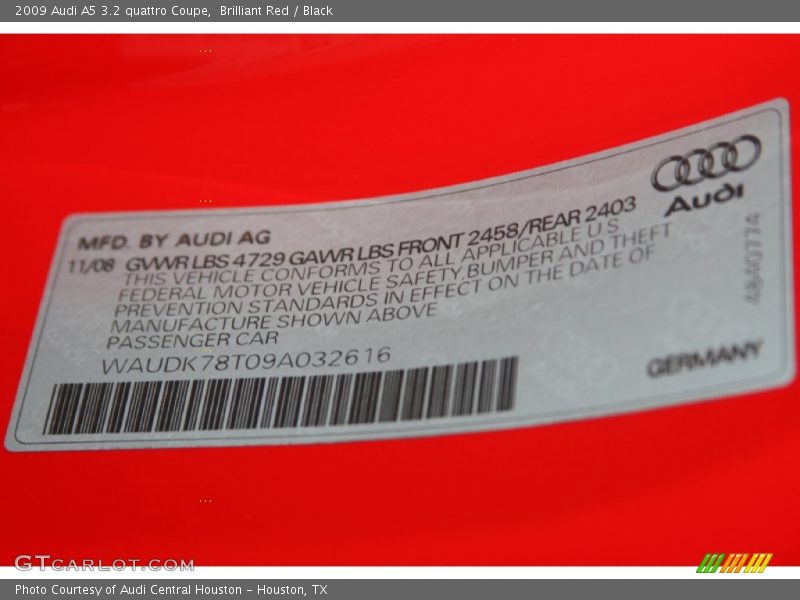 2009 Audi A5 3.2 quattro Coupe,  Brilliant Red / Black
Audi
MFD. BY AUDI AG
11/08 GVWR LBS 4729 GAWR LBS FRONT 2458/REAR 2403
THIS VEHICLE CONFORMS TO ALL APPLICABLE U S
FEDERAL MOTOR VEHICLE SAFETY,BUMPER AND THEFT
PREVENTION STANDARDS IN EFFECT ON THE DATE OF
MANUFACTURE SHOWN ABOVE
PASSENGER CAR
WAUDK78T09A032616
4840774
GERMANY
GTCARLOT.COM
Photo Courtesy of Audi Central Houston - Houston, TX